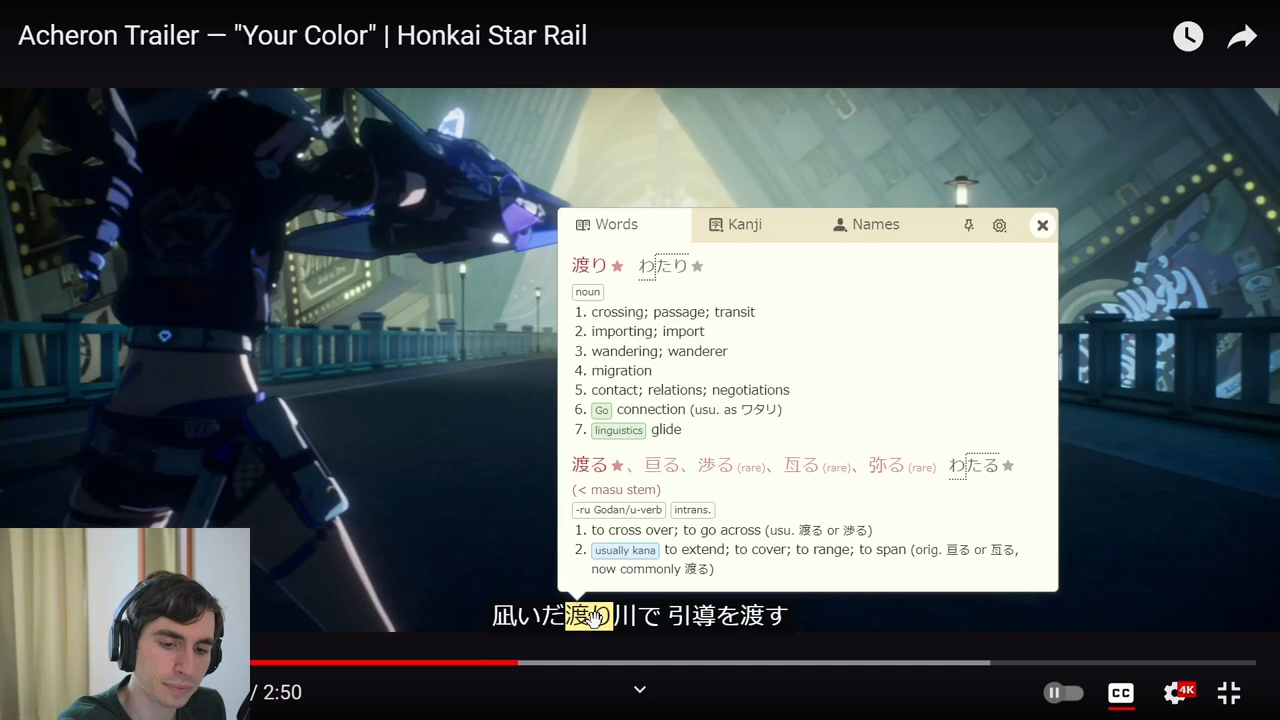 Acheron Trailer — "Your Color" | Honkai Star Rail
Words Kanji Names
渡り★ わたり★
noun
1. crossing; passage; transit
2. importing; import
3. wandering; wanderer
4. migration
5. contact; relations; negotiations
6. Go connection (usu. as ワタリ)
7. linguistics glide
渡る★、亘る、渉る (rare)、亙る (rare)、弥る (rare) わたる★
(< masu stem)
-ru Godan/u-verb intrans.
1. to cross over; to go across (usu. 渡る or 渉る)
2. usually kana to extend; to cover; to range; to span (orig. 亘る or 亙る,
now commonly 渡る)
凪いだ渡り川で 引導を渡す
/ 2:50
CC
4K